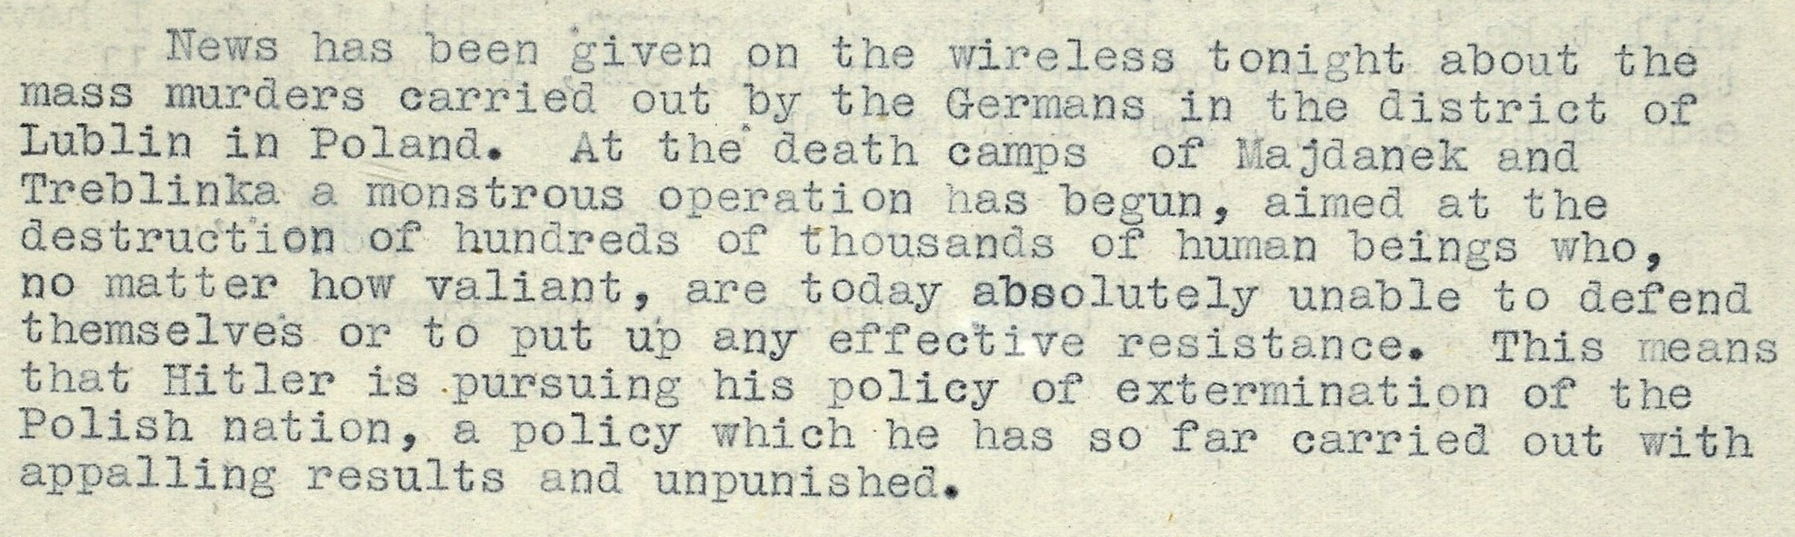 News has been given on the wireless tonight about the
mass murders carried out by the Germans in the district of
Lublin in Poland. At the death camps of Majdanek and
Treblinka a monstrous operation has begun, aimed at the
destruction of hundreds of thousands of human beings who,
no matter how valiant, are today absolutely unable to defend
themselves or to put up any effective resistance. This means
that Hitler is pursuing his policy of extermination of the
Polish nation, a policy which he has so far carried out with
appalling results and unpunished.